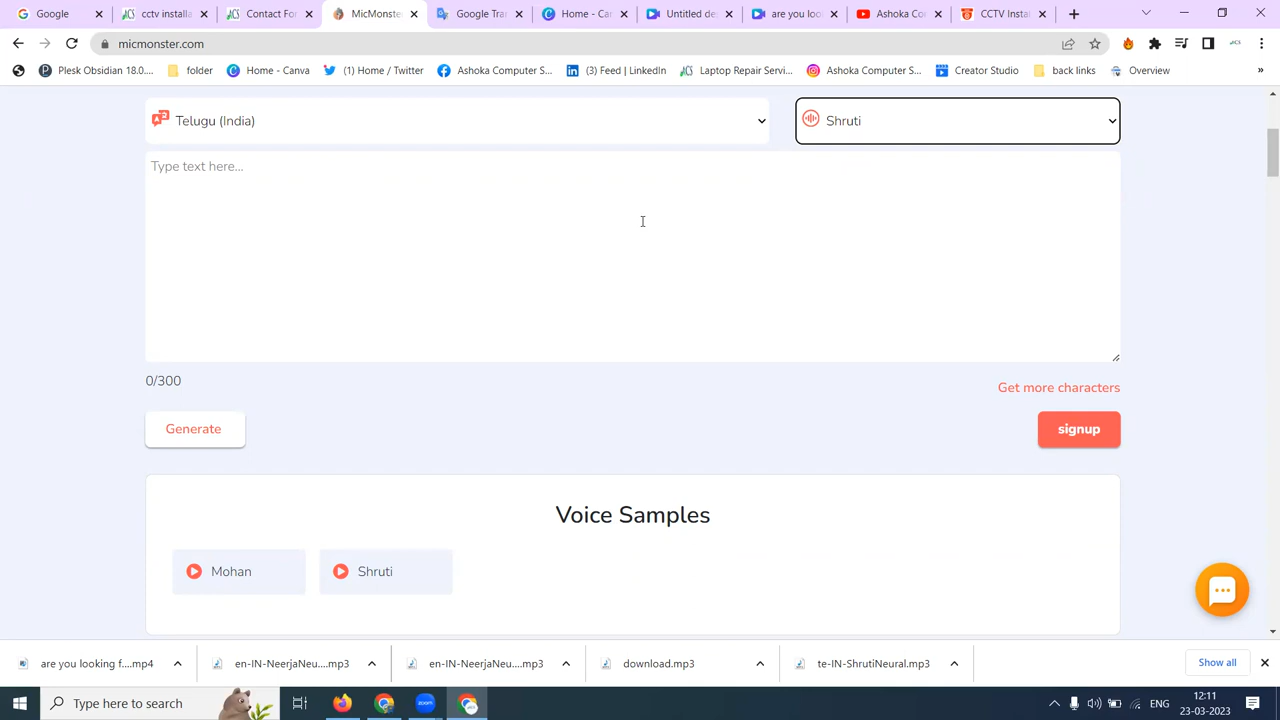 Google
cctv installa
Contact For
MicMonster
Google Tra
Home - Can
Untitled des
are you loo
Ashoka Com
CCTV Insta
micmonster.com
Plesk Obsidian 18.0....
folder
Home - Canva
(1) Home / Twitter
Ashoka Computer S...
(3) Feed | LinkedIn
Laptop Repair Servi...
Ashoka Computer S...
Creator Studio
back links
Overview
»
Telugu (India)
Shruti
Type text here...
0/300
Get more characters
Generate
signup
Voice Samples
Mohan
Shruti
are you looking f....mp4
en-IN-NeerjaNeu....mp3
en-IN-NeerjaNeu....mp3
download.mp3
te-IN-ShrutiNeural.mp3
Show all
Type here to search
zoom
ENG
12:11
23-03-2023